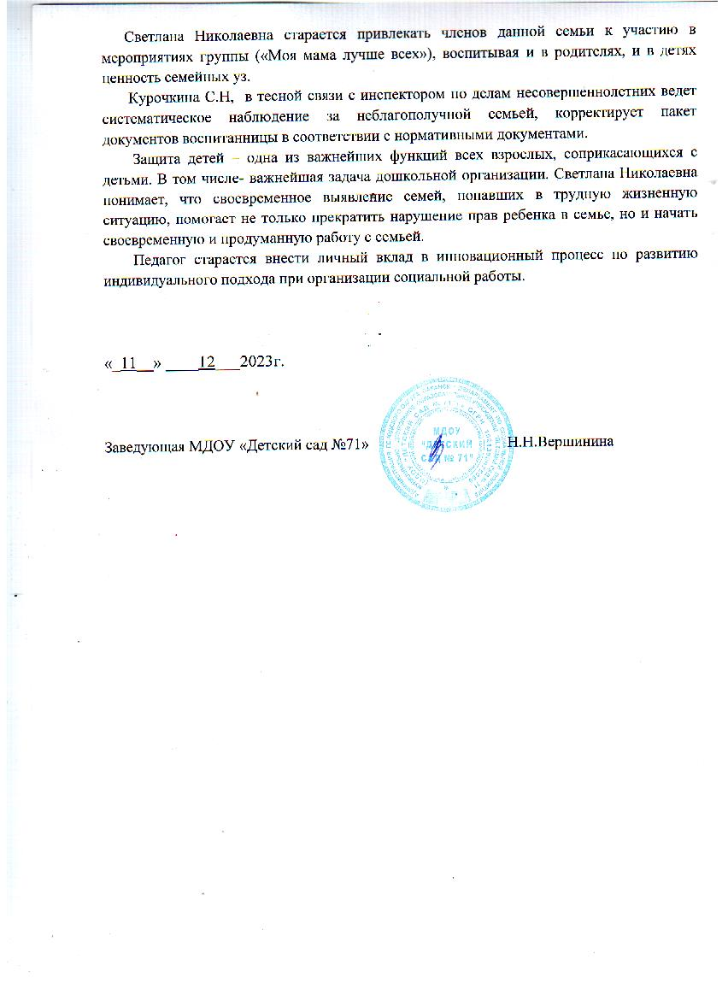 Светлана Николаевна старается привлекать членов данной семьи к участию в
мероприятиях группы («Моя мама лучше всех»), воспитывая и в родителях, и в детях
ценность семейных уз.
Курочкина С.Н, в тесной связи с инспектором по делам несовершеннолетних ведет
систематическое наблюдение за неблагополучной семьей, корректирует пакет
документов воспитанницы в соответствии с нормативными документами.
Защита детей – одна из важнейших функций всех взрослых, соприкасающихся с
детьми. В том числе- важнейшая задача дошкольной организации. Светлана Николаевна
понимает, что своевременное выявление семей, попавших в трудную жизненную
ситуацию, помогает не только прекратить нарушение прав ребенка в семье, но и начать
своевременную и продуманную работу с семьей.
Педагог старается внести личный вклад в инновационный процесс по развитию
индивидуального подхода при организации социальной работы.
«_11__» ____12___2023г.
Заведующая МДОУ «Детский сад №71» Н.Н.Вершинина
МДОУ
"ДЕТСКИЙ
САД № 71"